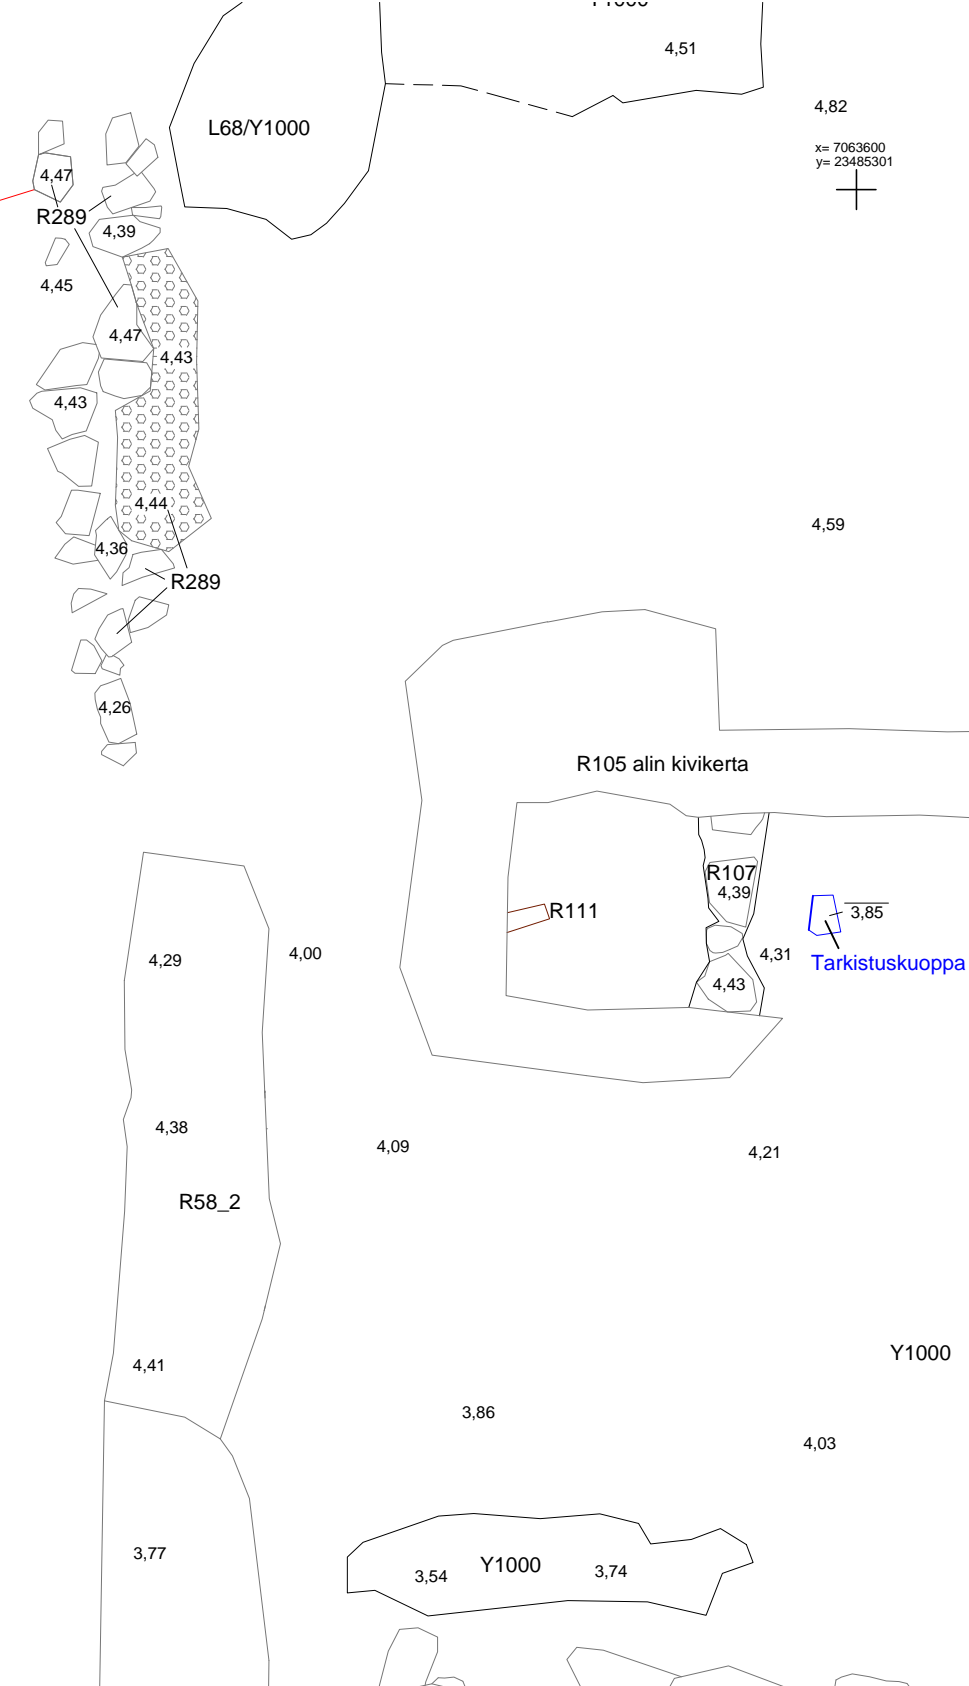 4,51
4,82
L68/Y1000
x= 7063600
y= 23485301
4,47
R289
4,39
4,45
4,47
4,43
4,43
4,44
4,59
4,36
R289
4,26
R105 alin kivikerta
R107
4,39
R111
3,85
4,29
4,00
4,31
Tarkistuskuoppa
4,43
4,38
4,09
4,21
R58_2
Y1000
4,41
3,86
4,03
3,77
Y1000
3,54
3,74